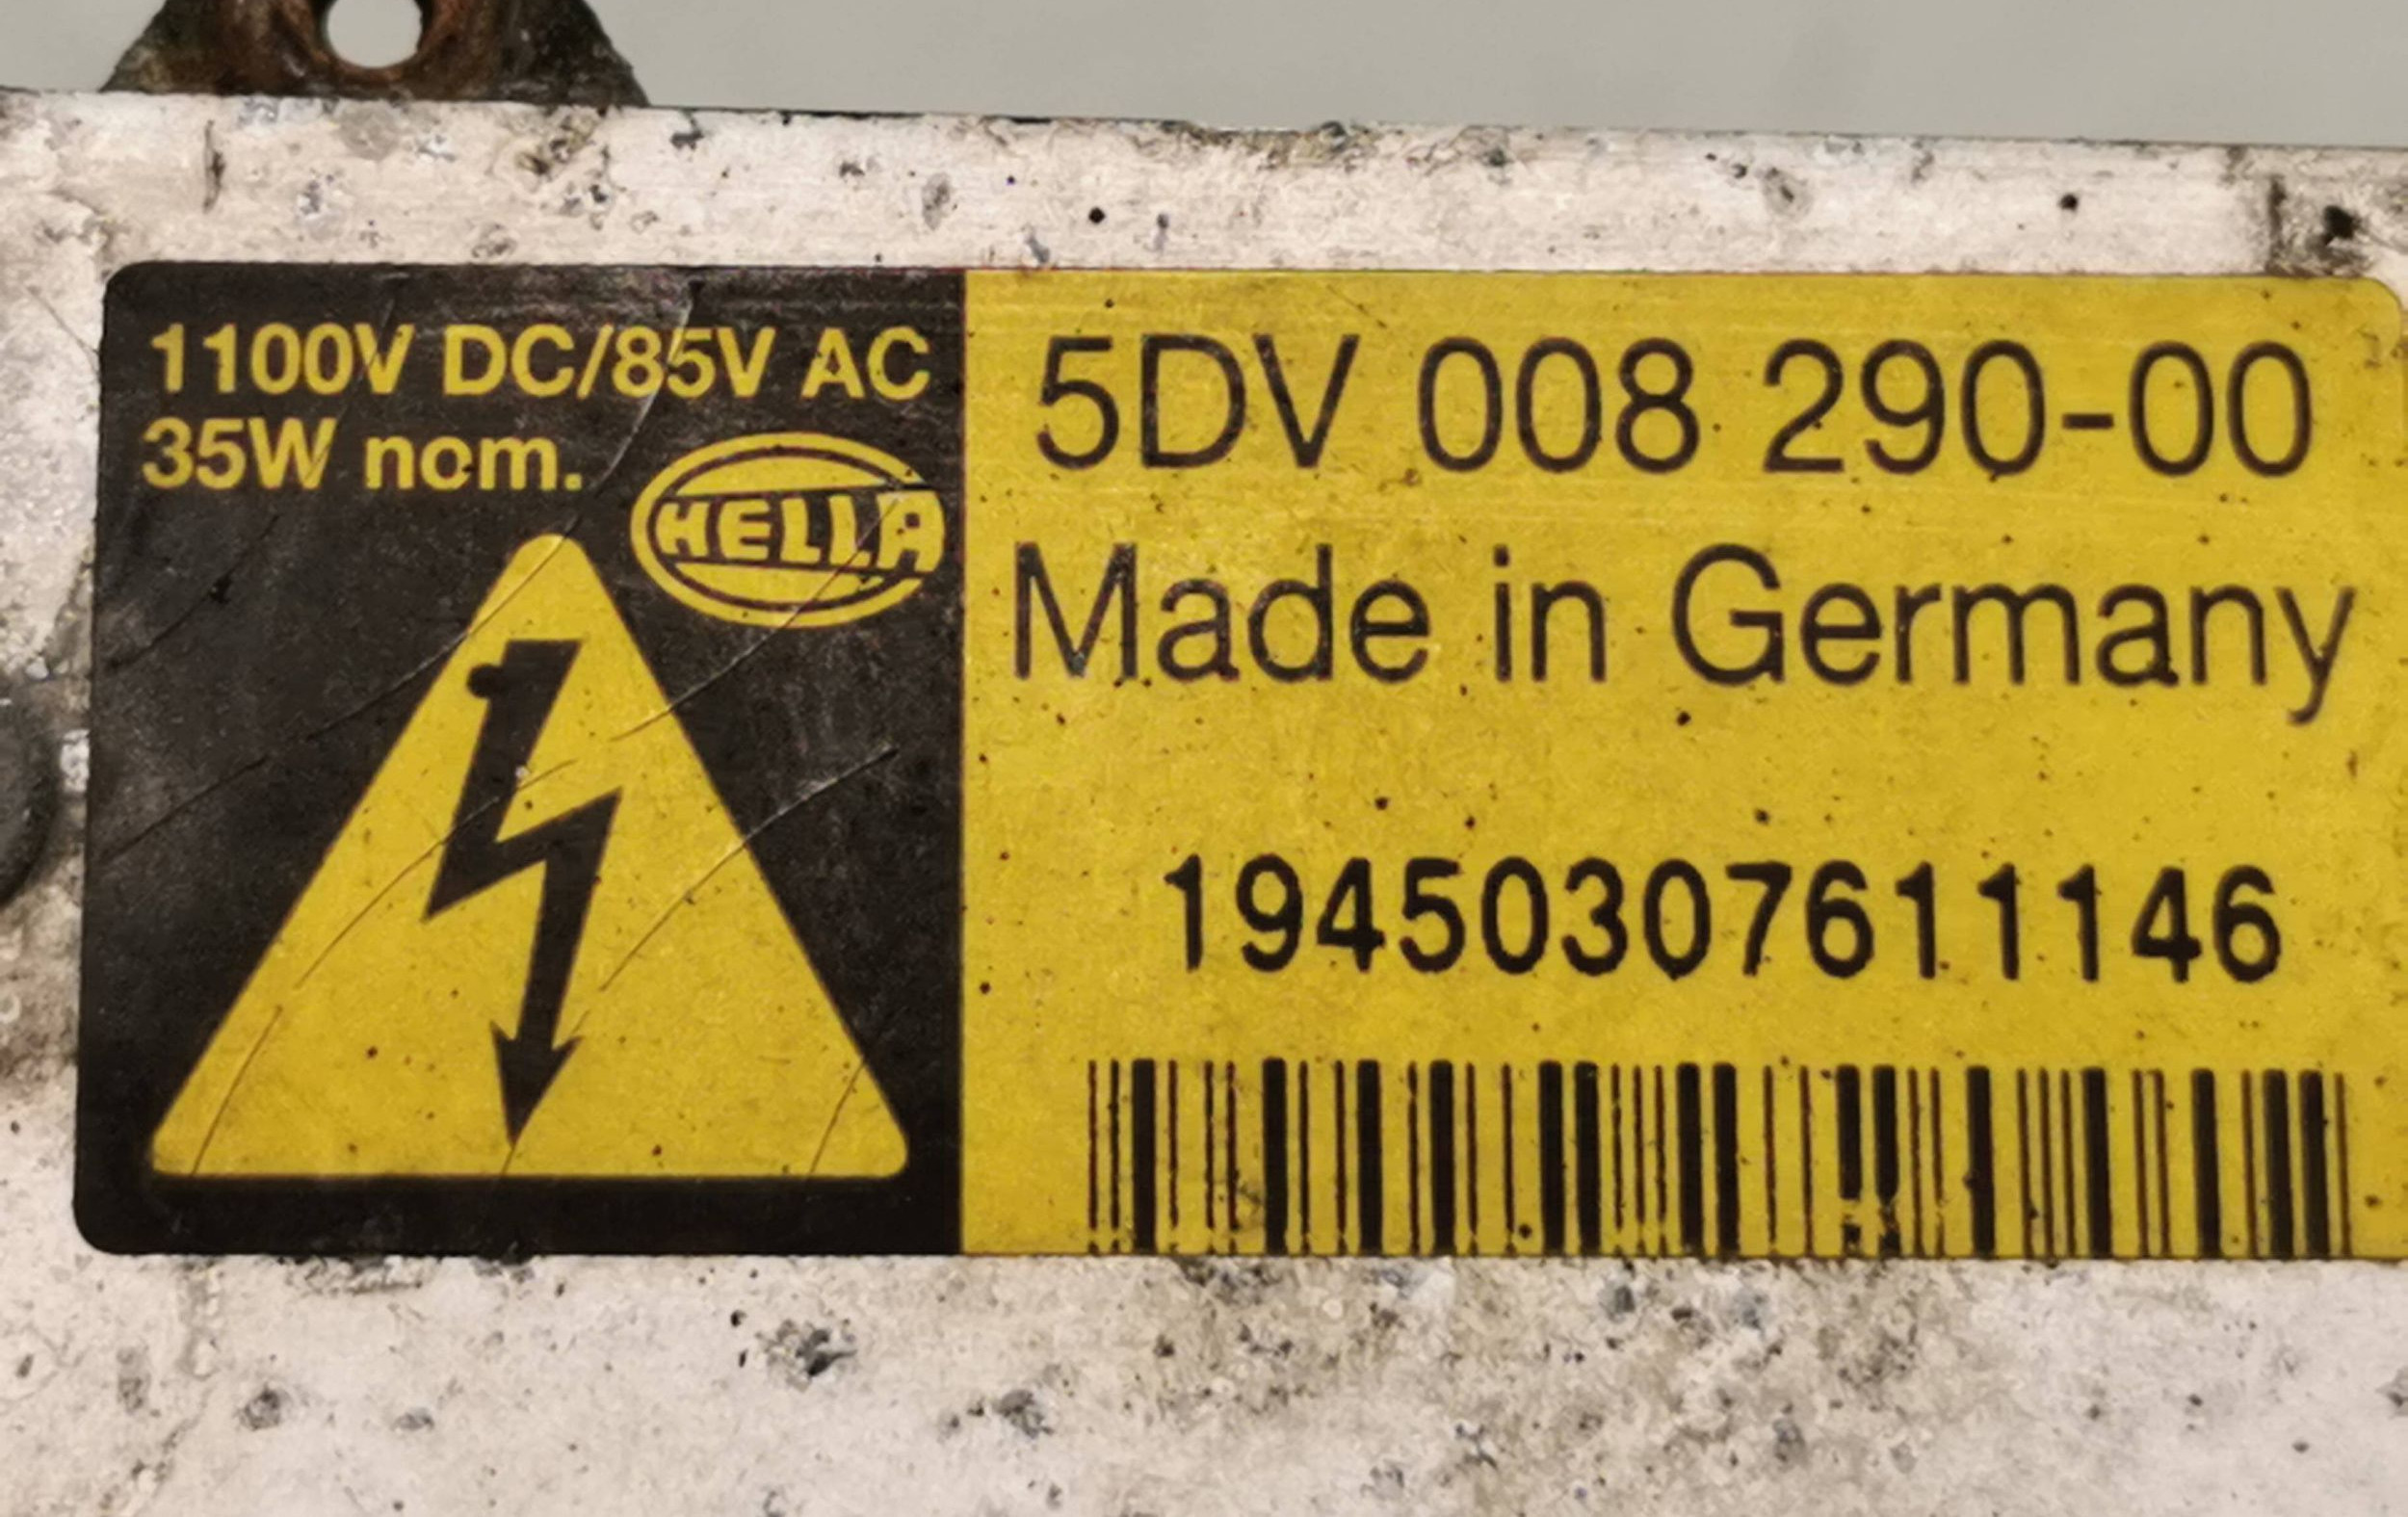 1100V DC/85V AC
35W nom.
HELLA
5DV 008 290-00
Made in Germany
19450307611146